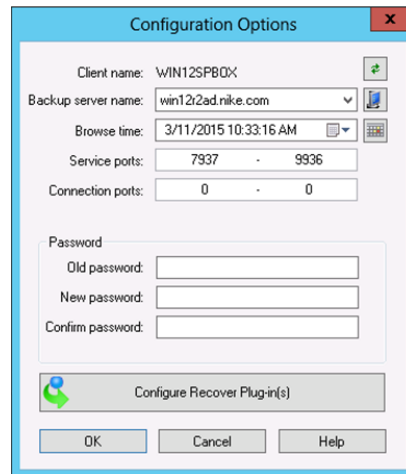 Configuration Options
x
Client name: WIN12SPBOX
Backup server name: win12r2ad.nike.com
Browse time: 3/11/2015 10:33:16 AM
Service ports: 7937 - 9936
Connection ports: 0 - 0
Password
Old password:
New password:
Confirm password:
Configure Recover Plug-in(s)
OK Cancel Help